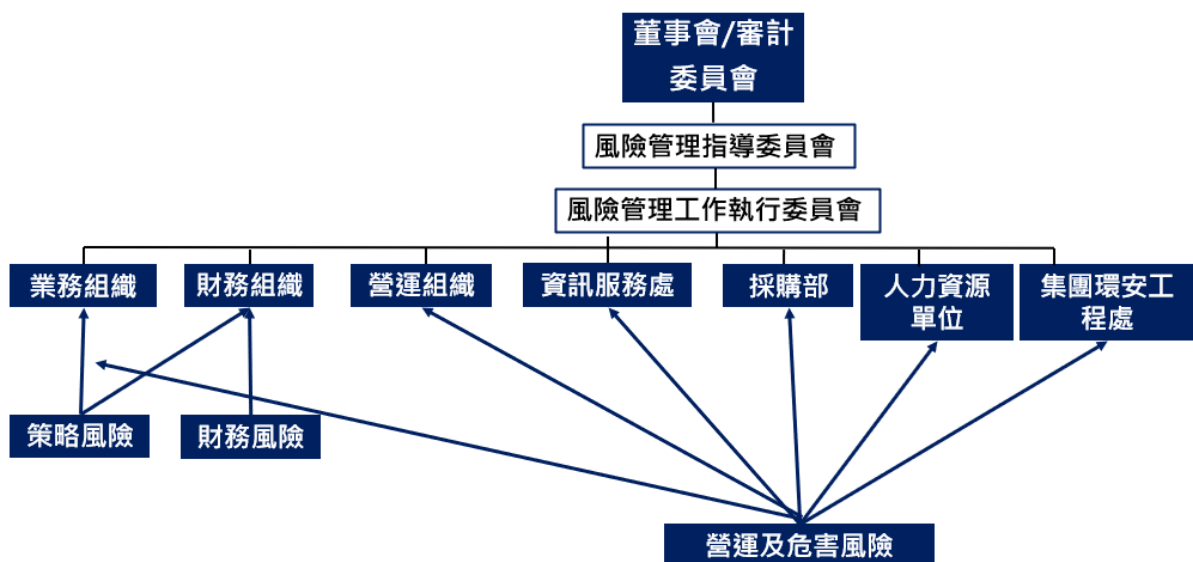 董事會/審計
委員會
風險管理指導委員會
風險管理工作執行委員會
業務組織
財務組織
營運組織
資訊服務處
採購部
人力資源
單位
集團環安工
程處
策略風險
財務風險
營運及危害風險